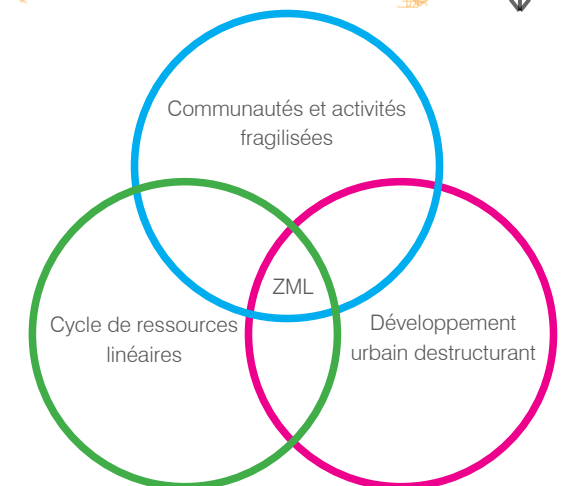 Communautés et activités
fragilisées
ZML
Cycle de ressources
linéaires
Développement
urbain destructurant